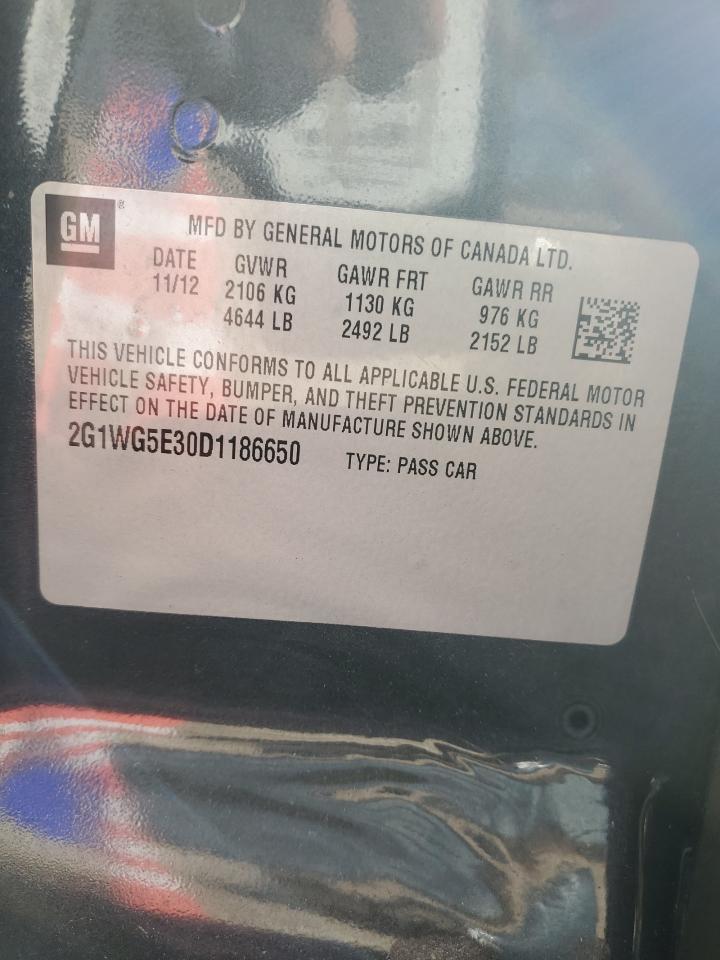 GM ®
MFD BY GENERAL MOTORS OF CANADA LTD.
DATE GVWR GAWR FRT GAWR RR
11/12 2106 KG 1130 KG 976 KG
4644 LB 2492 LB 2152 LB
THIS VEHICLE CONFORMS TO ALL APPLICABLE U.S. FEDERAL MOTOR
VEHICLE SAFETY, BUMPER, AND THEFT PREVENTION STANDARDS IN
EFFECT ON THE DATE OF MANUFACTURE SHOWN ABOVE.
2G1WG5E30D1186650 TYPE: PASS CAR